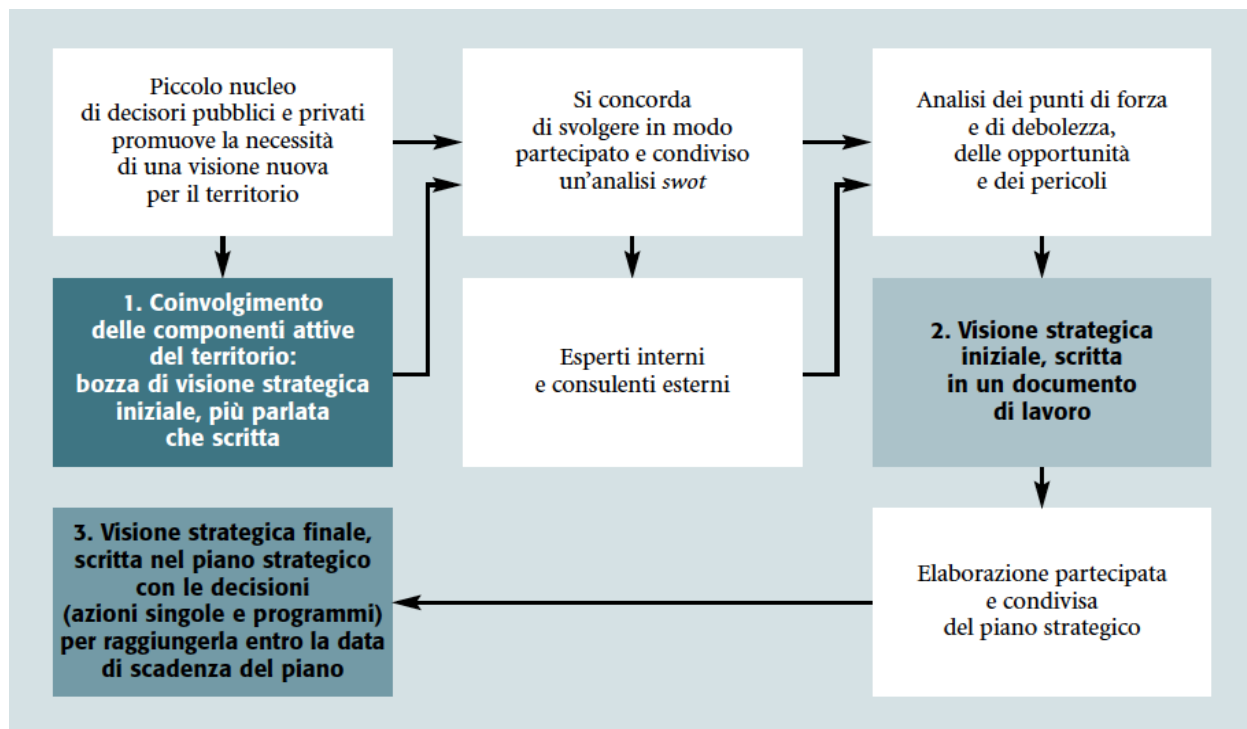 Piccolo nucleo
di decisori pubblici e privati
promuove la necessità
di una visione nuova
per il territorio
Si concorda
di svolgere in modo
partecipato e condiviso
un’analisi swot
Analisi dei punti di forza
e di debolezza,
delle opportunità
e dei pericoli
1. Coinvolgimento
delle componenti attive
del territorio:
bozza di visione strategica
iniziale, più parlata
che scritta
Esperti interni
e consulenti esterni
2. Visione strategica
iniziale, scritta
in un documento
di lavoro
3. Visione strategica finale,
scritta nel piano strategico
con le decisioni
(azioni singole e programmi)
per raggiungerla entro la data
di scadenza del piano
Elaborazione partecipata
e condivisa
del piano strategico